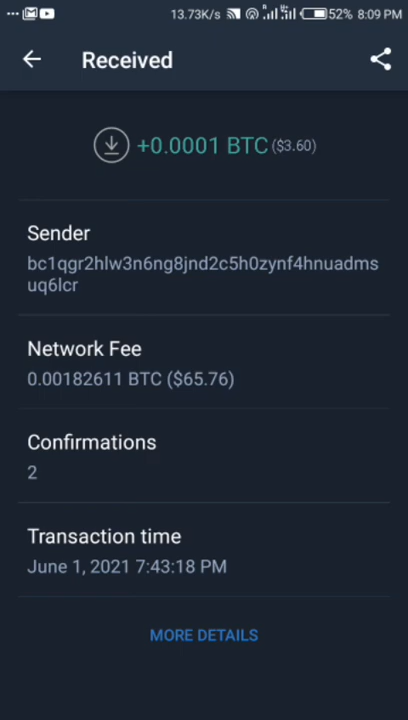 ... 13.73K/s 52% 8:09 PM
Received
+0.0001 BTC ($3.60)
Sender
bc1qgr2hlw3n6ng8jnd2c5h0zynf4hnuadms
uq6lcr
Network Fee
0.00182611 BTC ($65.76)
Confirmations
2
Transaction time
June 1, 2021 7:43:18 PM
MORE DETAILS